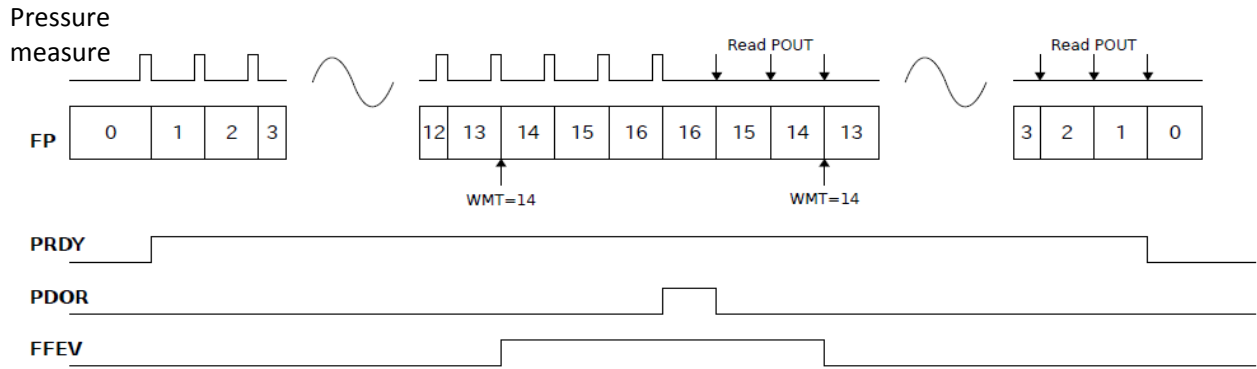 Pressure
measure
Read POUT
Read POUT
FP 0 1 2 3 12 13 14 15 16 16 15 14 13 3 2 1 0
WMT=14
WMT=14
PRDY
PDOR
FFEV